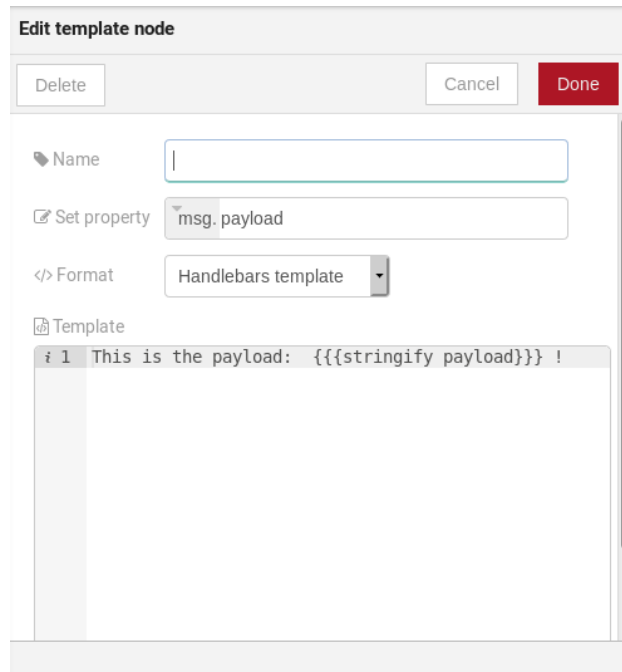 Edit template node
Delete Cancel Done
Name
Set property msg. payload
</> Format Handlebars template
Template
i 1 This is the payload:  {{{stringify payload}}} !